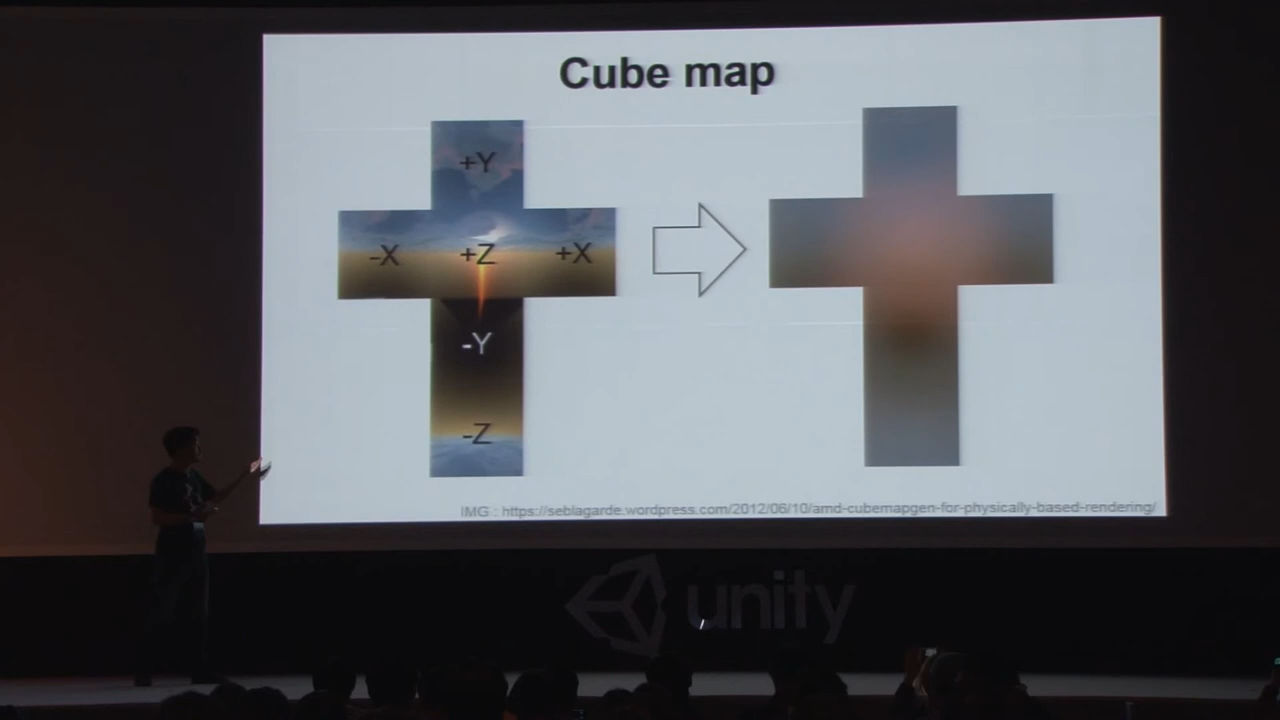 Cube map
+Y
-X +Z +X
-Y
-Z
IMG : https://seblagarde.wordpress.com/2012/06/10/amd-cubemapgen-for-physically-based-rendering/
unity